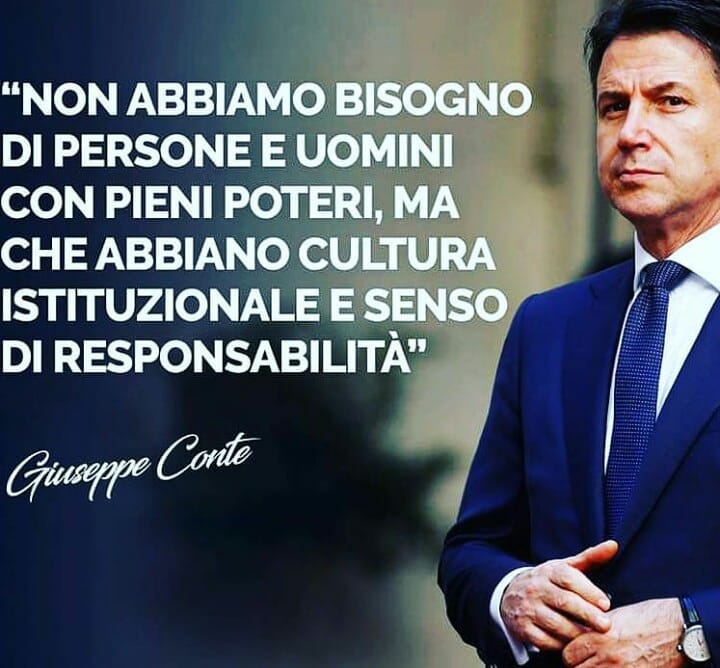 “NON ABBIAMO BISOGNO
DI PERSONE E UOMINI
CON PIENI POTERI, MA
CHE ABBIANO CULTURA
ISTITUZIONALE E SENSO
DI RESPONSABILITÀ”
Giuseppe Conte